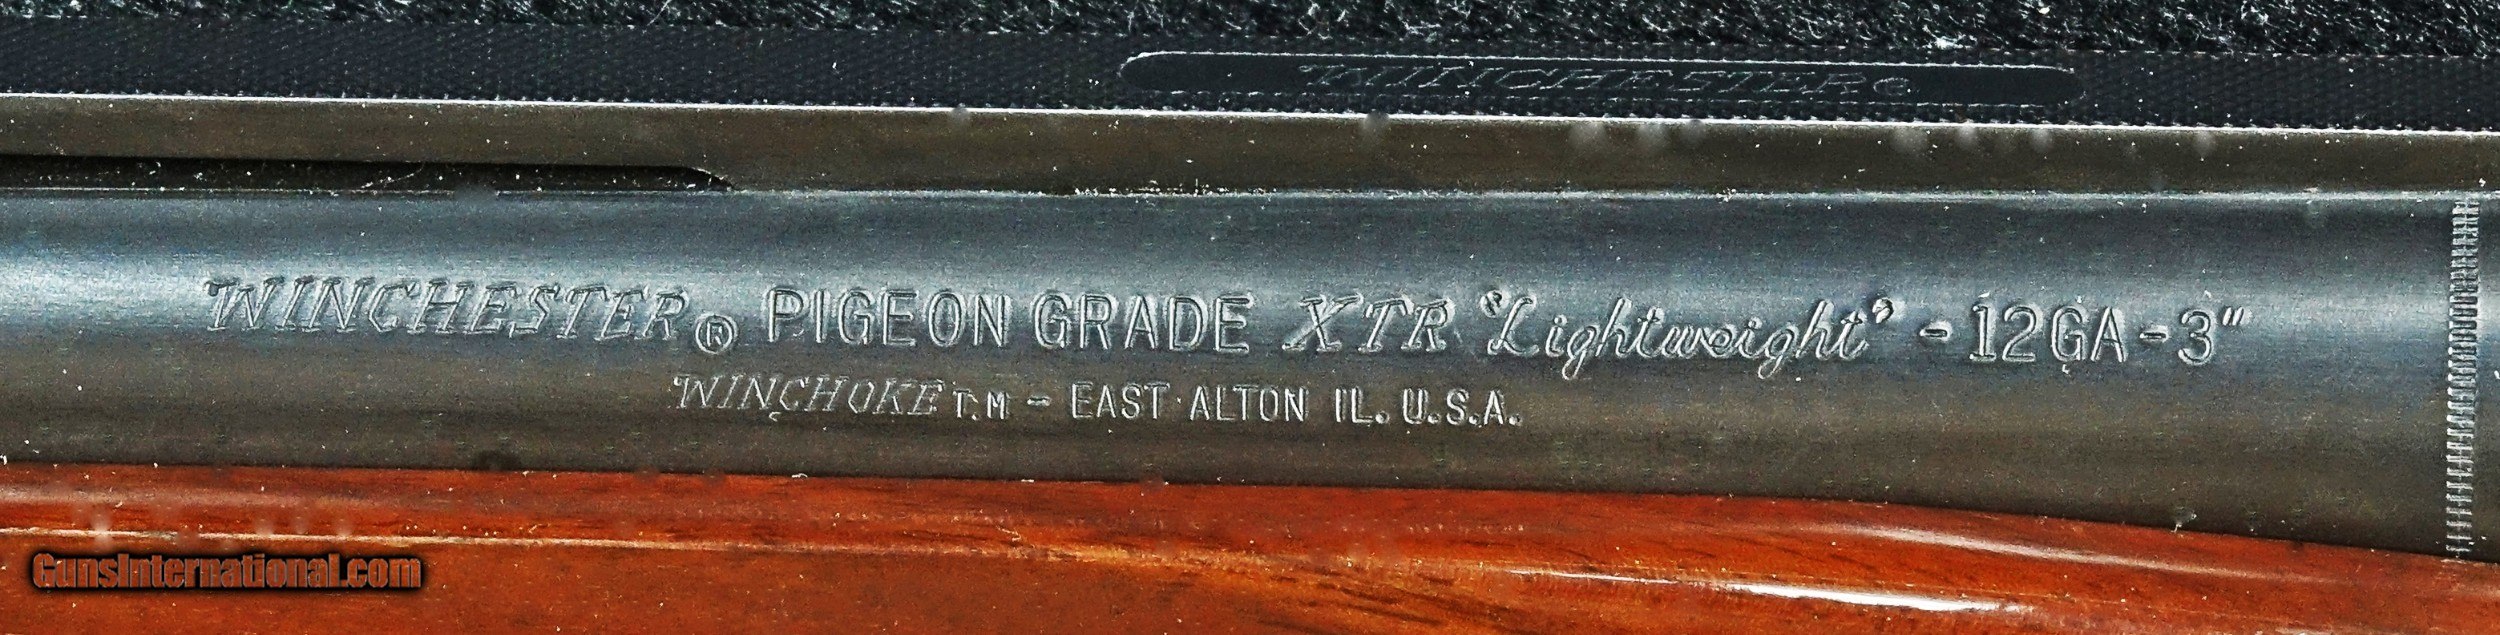 WINCHESTER®
WINCHESTER® PIGEON GRADE XTR "Lightweight" - 12GA - 3"
WINCHOKE T.M - EAST ALTON IL. U.S.A.
GunsInternational.com